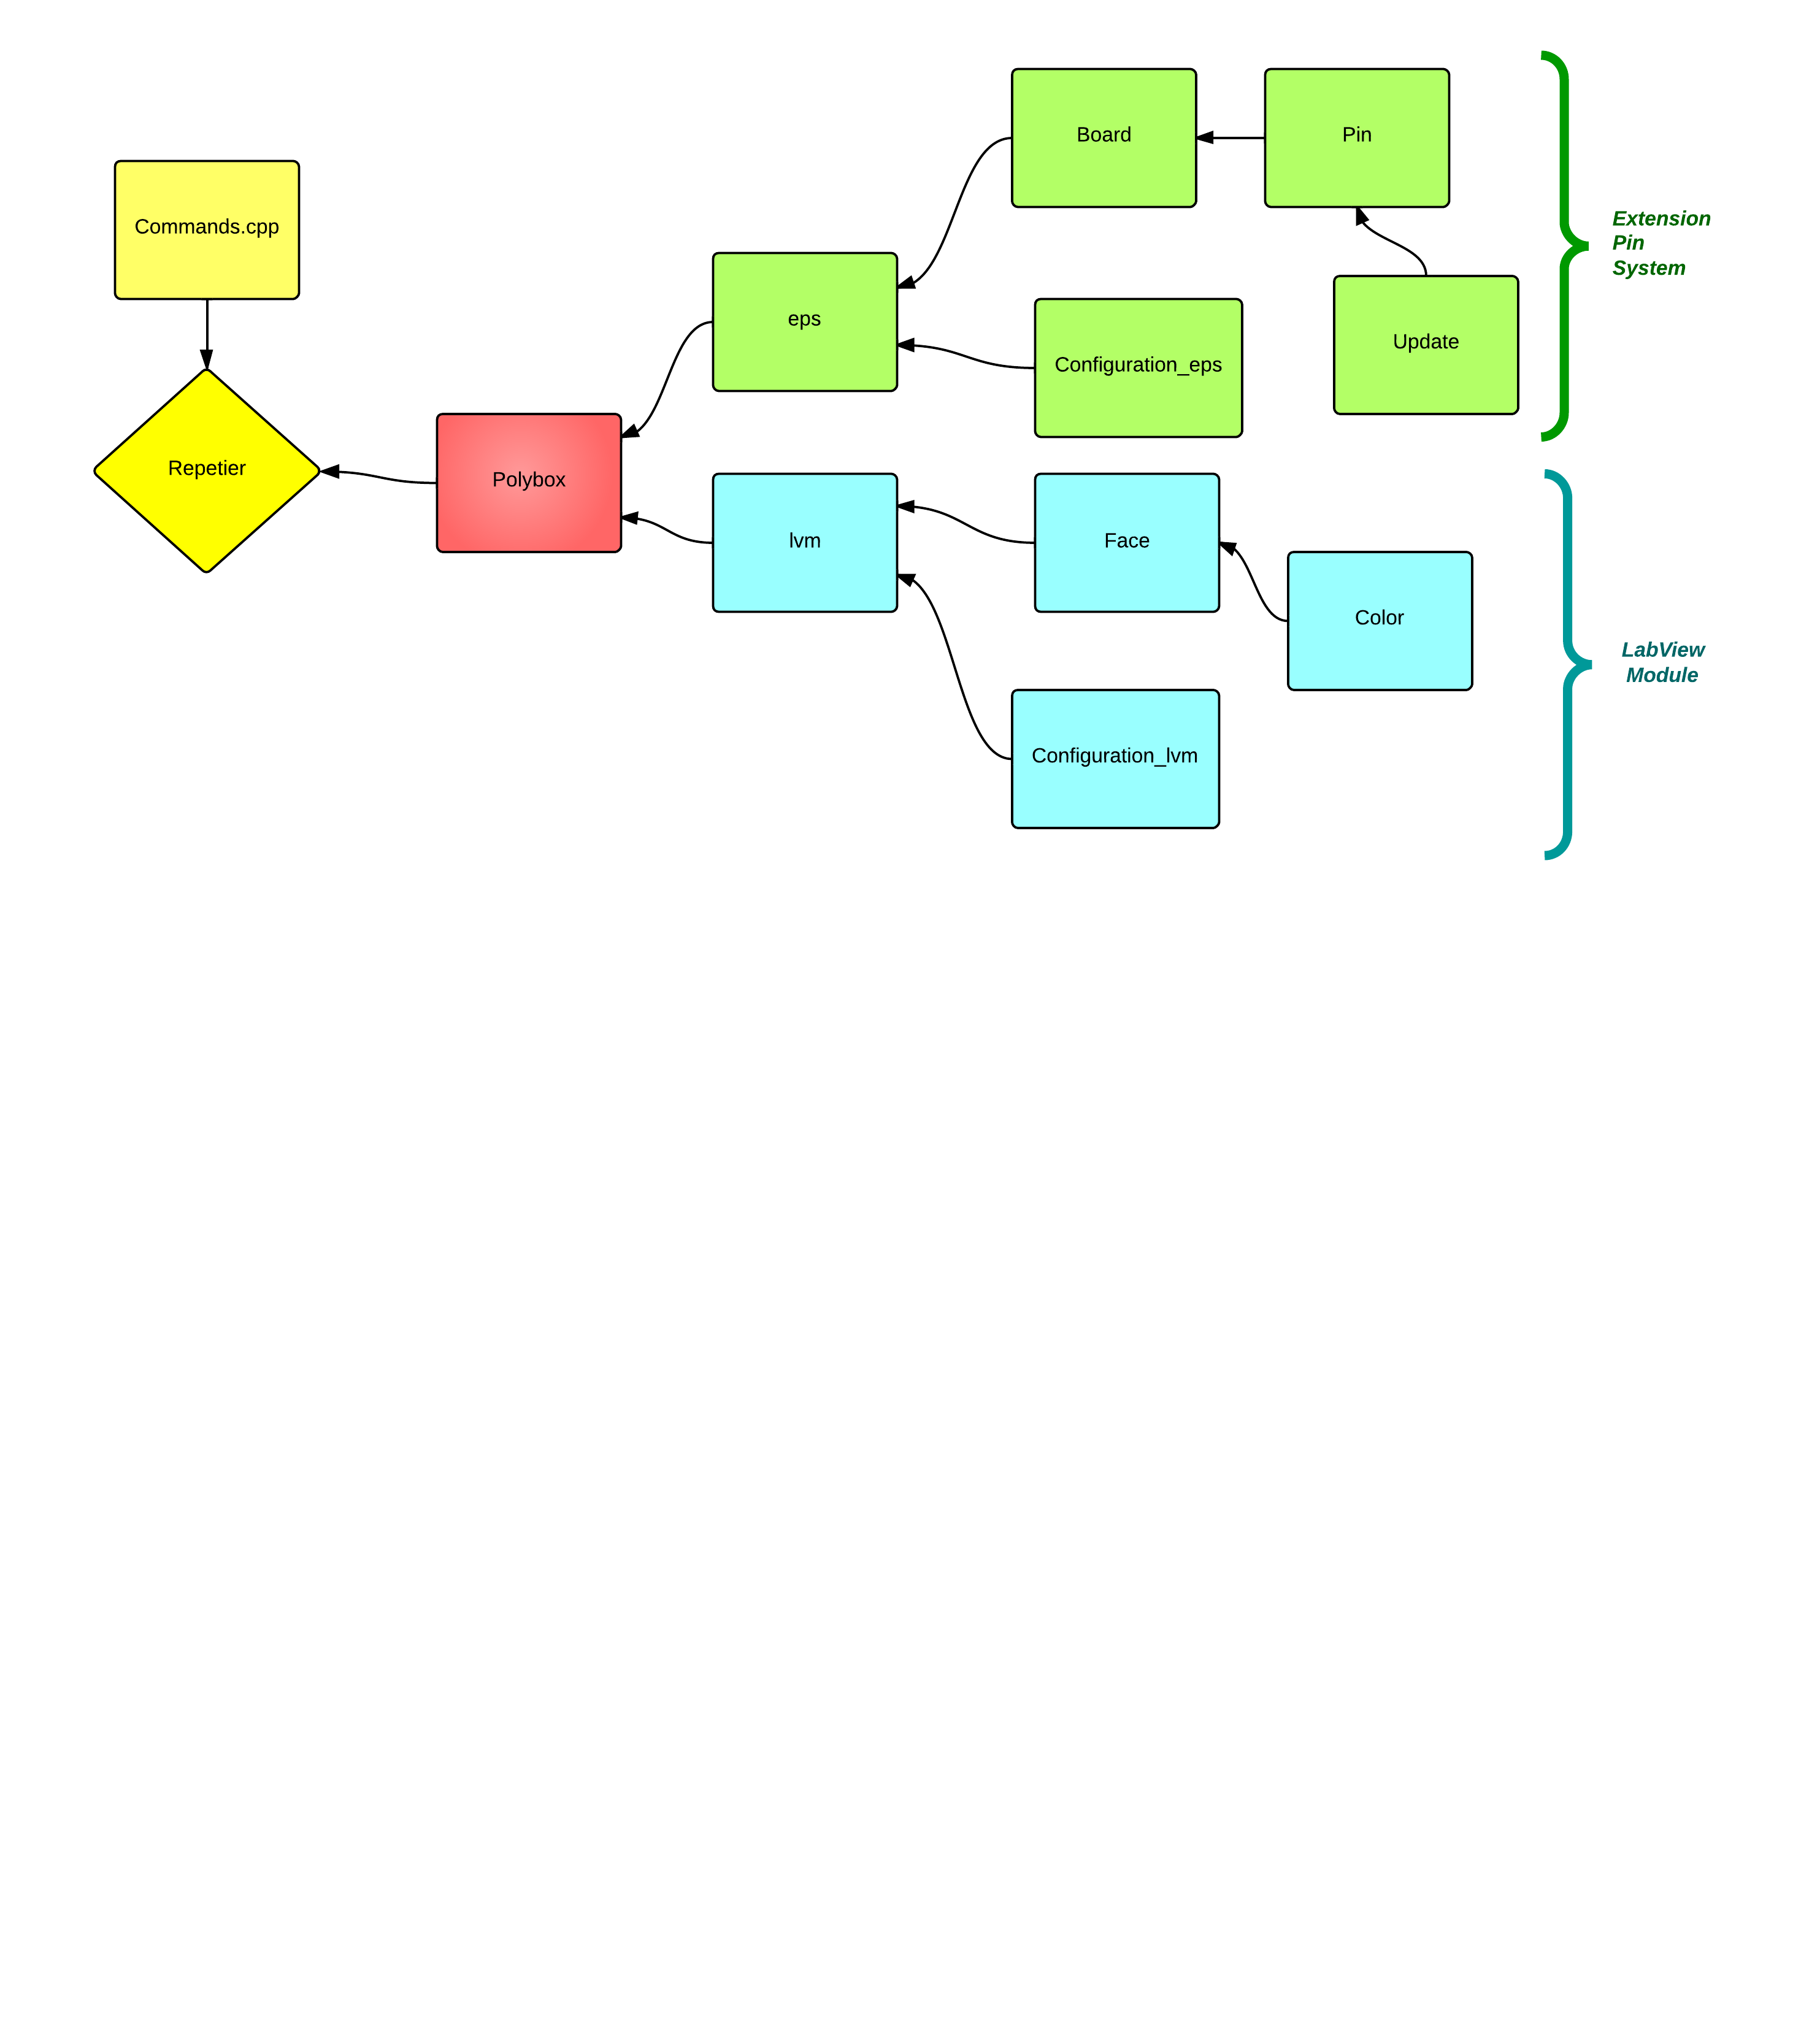 Board
Pin
Extension
Pin
System
Commands.cpp
eps
Configuration_eps
Update
Repetier
Polybox
lvm
Face
Color
LabView
Module
Configuration_lvm